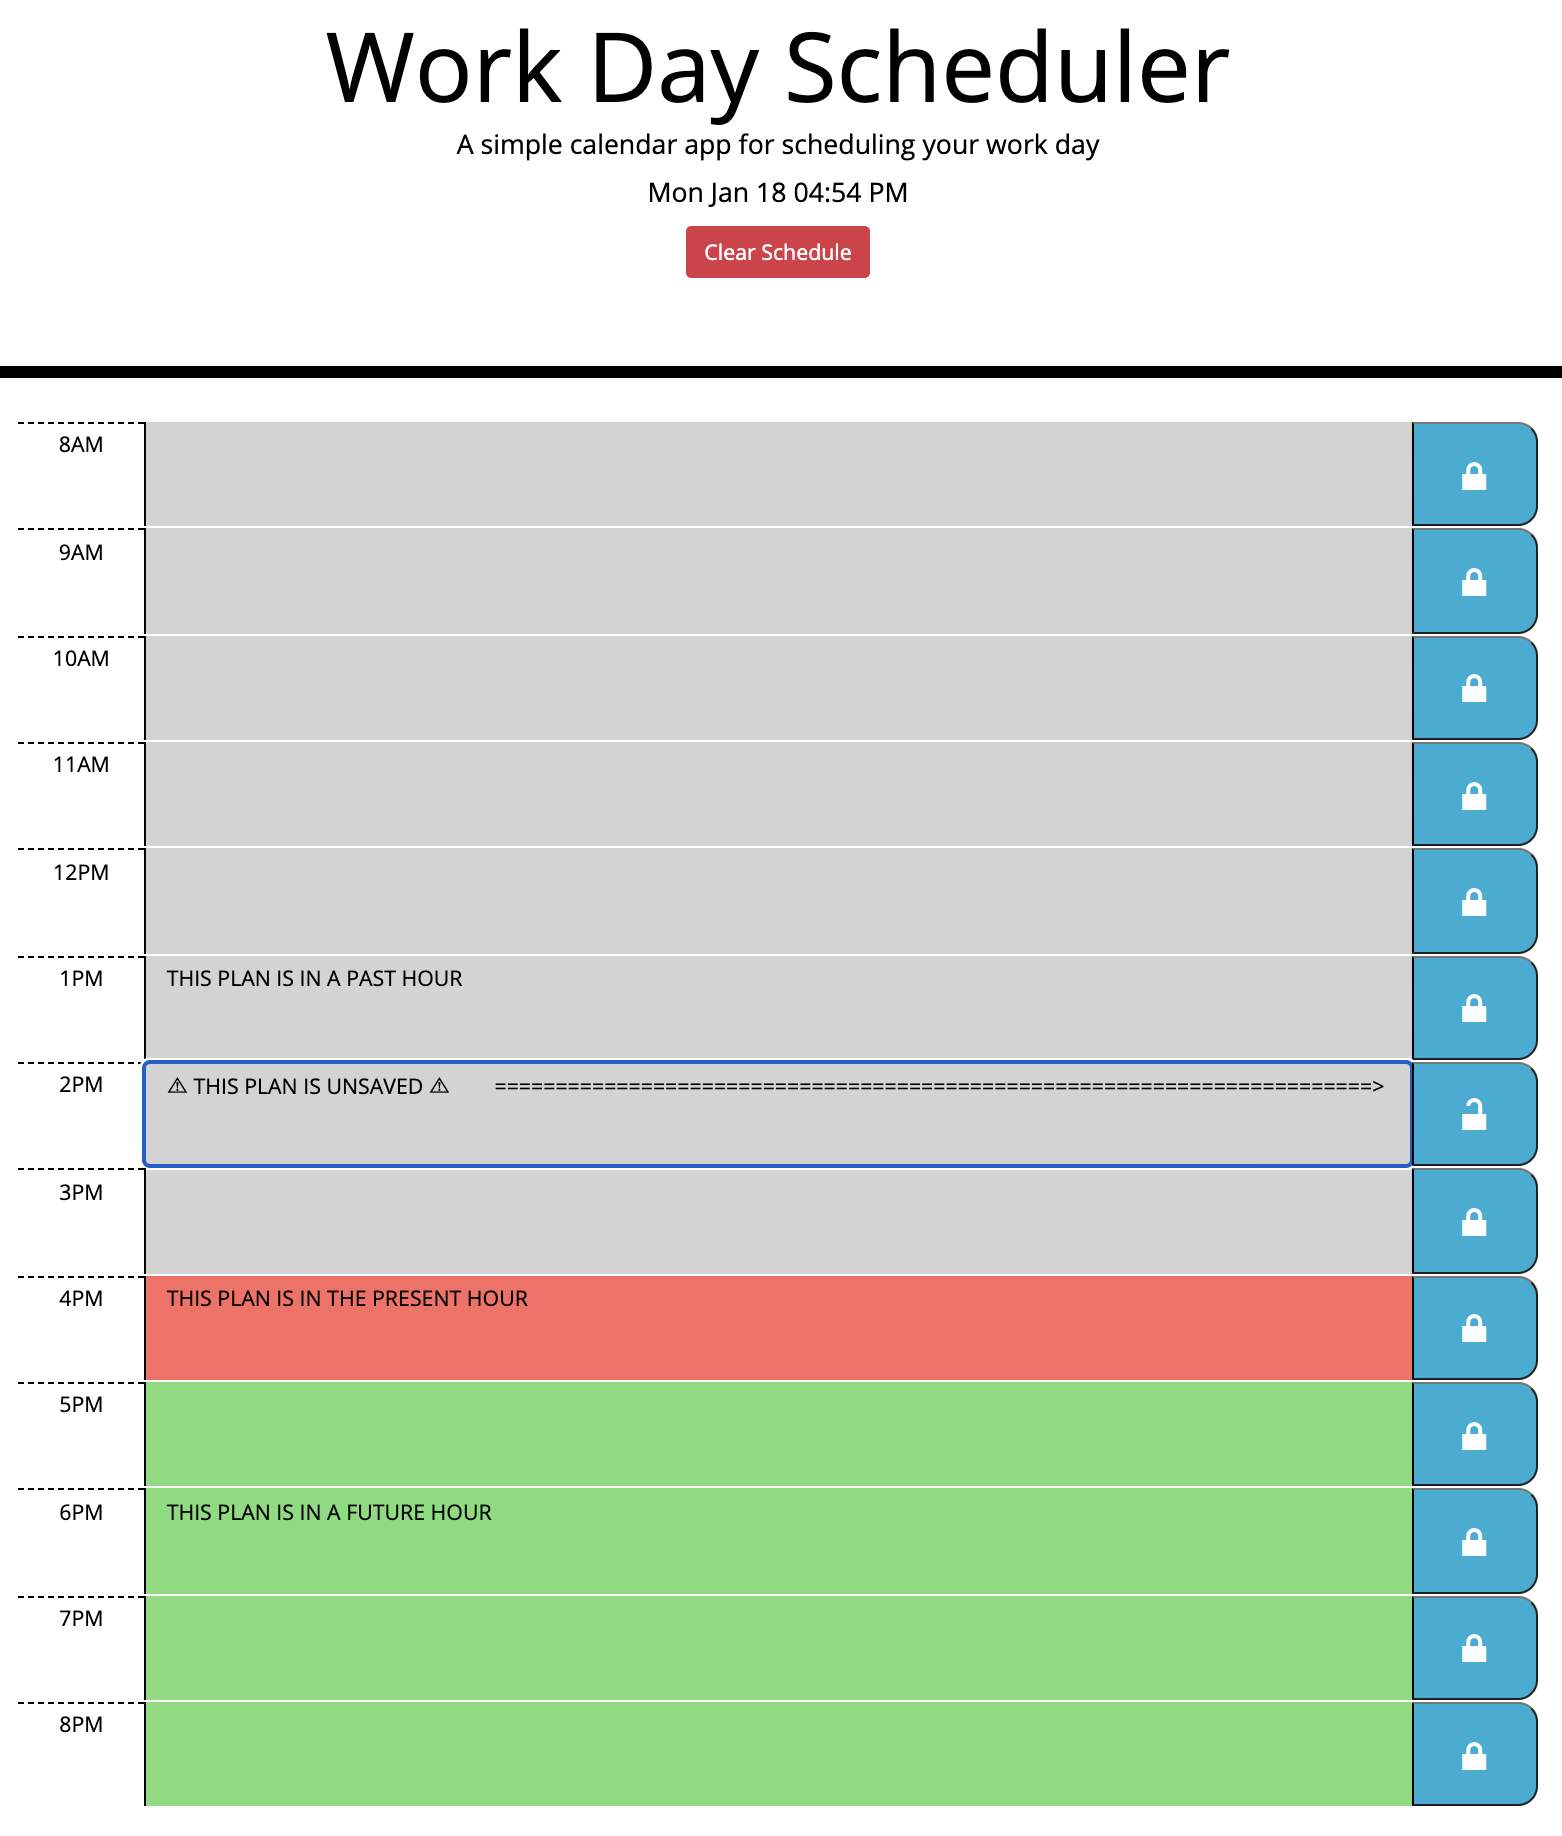 Work Day Scheduler
A simple calendar app for scheduling your work day
Mon Jan 18 04:54 PM
Clear Schedule
8AM
9AM
10AM
11AM
12PM
1PM THIS PLAN IS IN A PAST HOUR
2PM ⚠ THIS PLAN IS UNSAVED ⚠ ========================================================================>
3PM
4PM THIS PLAN IS IN THE PRESENT HOUR
5PM
6PM THIS PLAN IS IN A FUTURE HOUR
7PM
8PM